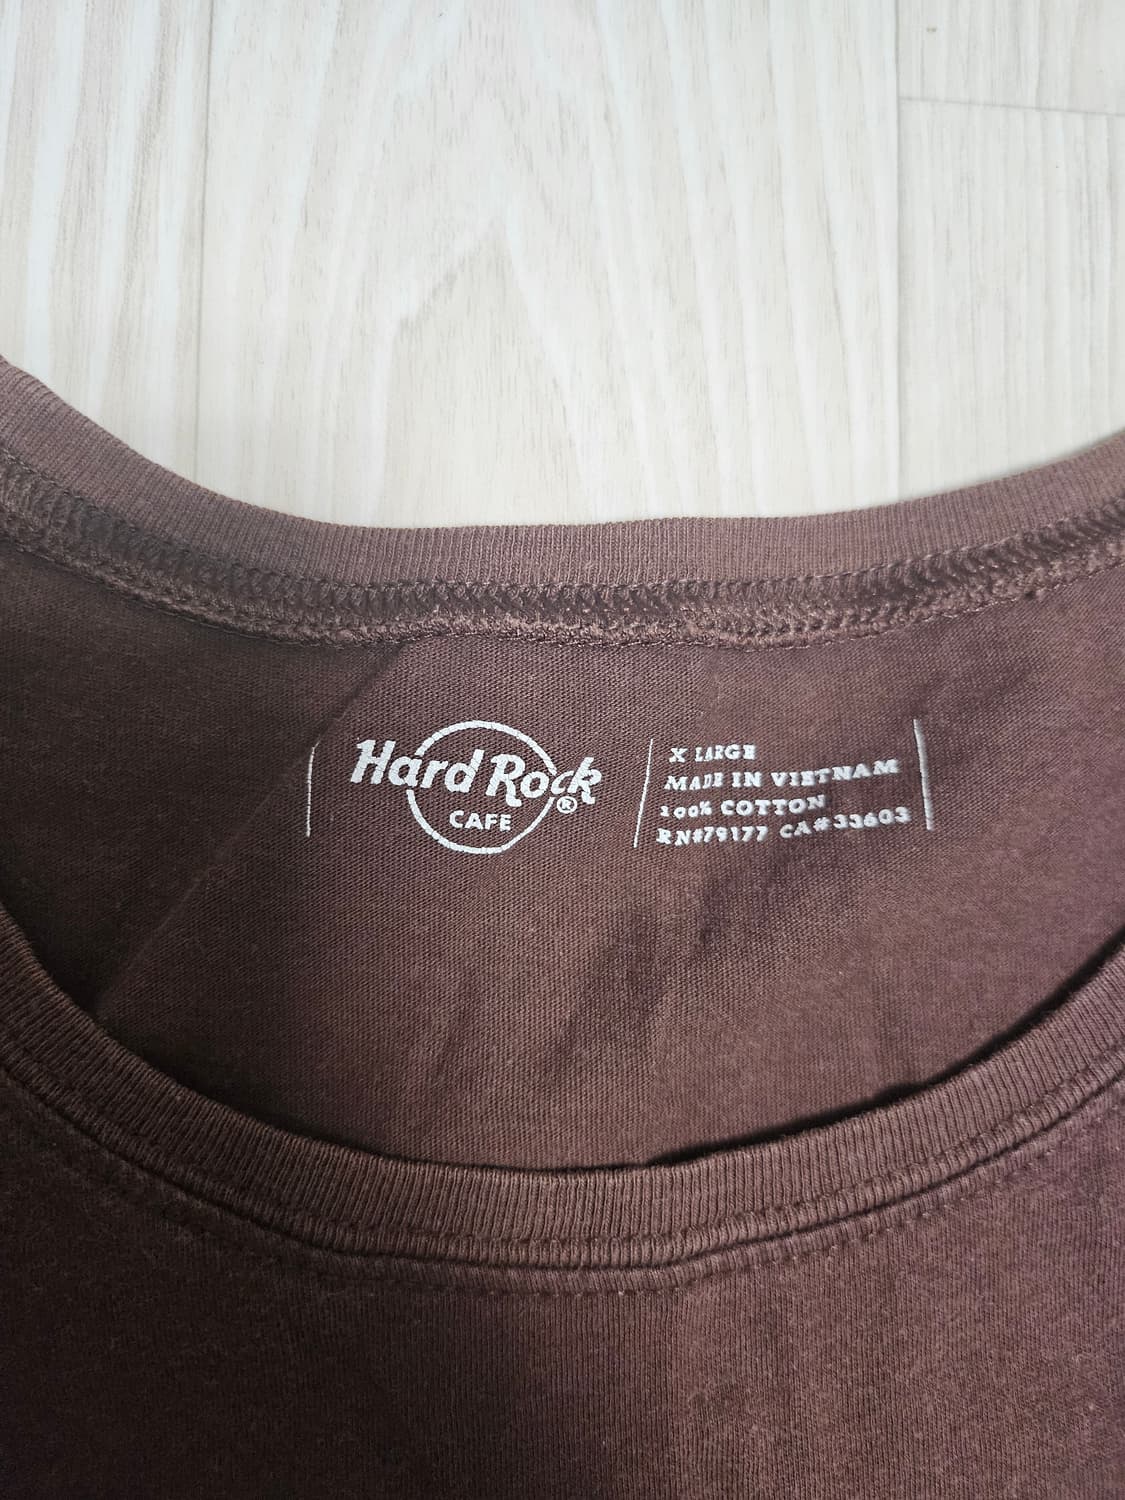 Hard Rock
CAFE
®
X LARGE
MADE IN VIETNAM
100% COTTON
RN#79177 CA#33603